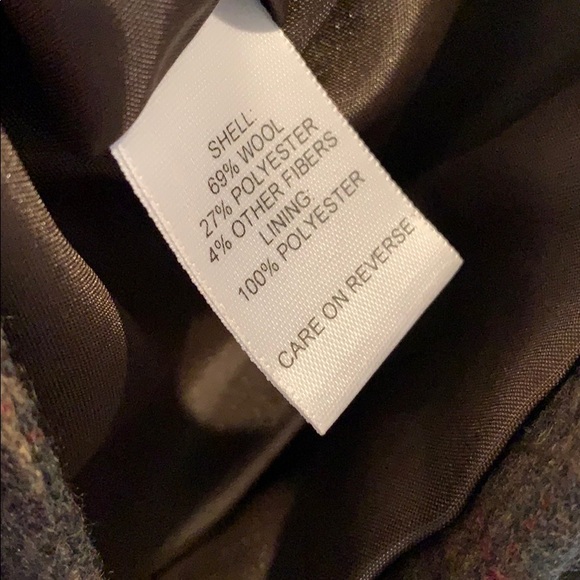 SHELL:
69% WOOL
27% POLYESTER
4% OTHER FIBERS
LINING:
100% POLYESTER
CARE ON REVERSE